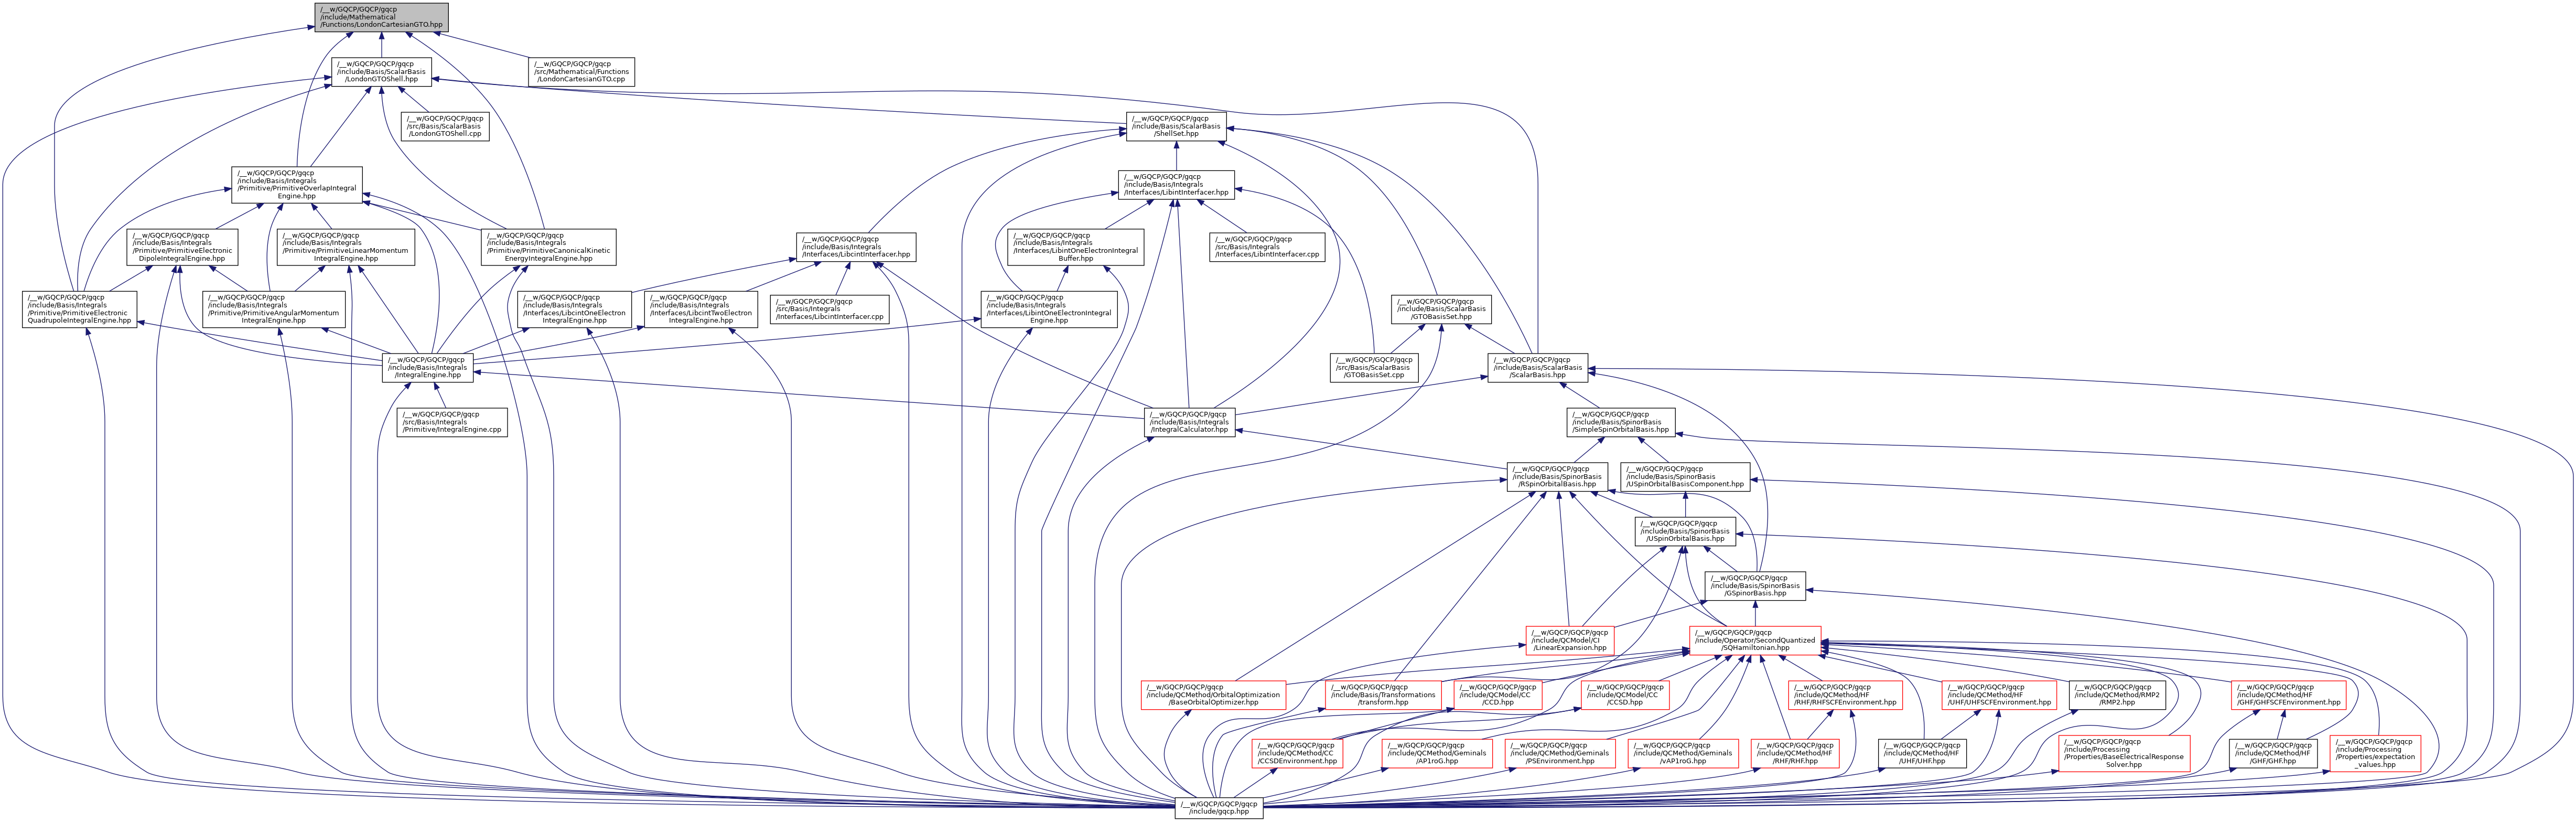 /__w/GQCP/GQCP/gqcp
/include/Mathematical
/Functions/LondonCartesianGTO.hpp
/__w/GQCP/GQCP/gqcp
/include/Basis/ScalarBasis
/LondonGTOShell.hpp
/__w/GQCP/GQCP/gqcp
/src/Mathematical/Functions
/LondonCartesianGTO.cpp
/__w/GQCP/GQCP/gqcp
/src/Basis/ScalarBasis
/LondonGTOShell.cpp
/__w/GQCP/GQCP/gqcp
/include/Basis/ScalarBasis
/ShellSet.hpp
/__w/GQCP/GQCP/gqcp
/include/Basis/Integrals
/Primitive/PrimitiveOverlapIntegral
Engine.hpp
/__w/GQCP/GQCP/gqcp
/include/Basis/Integrals
/Interfaces/LibintInterfacer.hpp
/__w/GQCP/GQCP/gqcp
/include/Basis/Integrals
/Primitive/PrimitiveElectronic
DipoleIntegralEngine.hpp
/__w/GQCP/GQCP/gqcp
/include/Basis/Integrals
/Primitive/PrimitiveLinearMomentum
IntegralEngine.hpp
/__w/GQCP/GQCP/gqcp
/include/Basis/Integrals
/Primitive/PrimitiveCanonicalKinetic
EnergyIntegralEngine.hpp
/__w/GQCP/GQCP/gqcp
/include/Basis/Integrals
/Interfaces/LibcintInterfacer.hpp
/__w/GQCP/GQCP/gqcp
/include/Basis/Integrals
/Interfaces/LibintOneElectronIntegral
Buffer.hpp
/__w/GQCP/GQCP/gqcp
/src/Basis/Integrals
/Interfaces/LibintInterfacer.cpp
/__w/GQCP/GQCP/gqcp
/include/Basis/Integrals
/Primitive/PrimitiveElectronic
QuadrupoleIntegralEngine.hpp
/__w/GQCP/GQCP/gqcp
/include/Basis/Integrals
/Primitive/PrimitiveAngularMomentum
IntegralEngine.hpp
/__w/GQCP/GQCP/gqcp
/include/Basis/Integrals
/Interfaces/LibcintOneElectron
IntegralEngine.hpp
/__w/GQCP/GQCP/gqcp
/include/Basis/Integrals
/Interfaces/LibcintTwoElectron
IntegralEngine.hpp
/__w/GQCP/GQCP/gqcp
/src/Basis/Integrals
/Interfaces/LibcintInterfacer.cpp
/__w/GQCP/GQCP/gqcp
/include/Basis/Integrals
/Interfaces/LibintOneElectronIntegral
Engine.hpp
/__w/GQCP/GQCP/gqcp
/include/Basis/ScalarBasis
/GTOBasisSet.hpp
/__w/GQCP/GQCP/gqcp
/include/Basis/Integrals
/IntegralEngine.hpp
/__w/GQCP/GQCP/gqcp
/src/Basis/ScalarBasis
/GTOBasisSet.cpp
/__w/GQCP/GQCP/gqcp
/include/Basis/ScalarBasis
/ScalarBasis.hpp
/__w/GQCP/GQCP/gqcp
/src/Basis/Integrals
/Primitive/IntegralEngine.cpp
/__w/GQCP/GQCP/gqcp
/include/Basis/Integrals
/IntegralCalculator.hpp
/__w/GQCP/GQCP/gqcp
/include/Basis/SpinorBasis
/SimpleSpinOrbitalBasis.hpp
/__w/GQCP/GQCP/gqcp
/include/Basis/SpinorBasis
/RSpinOrbitalBasis.hpp
/__w/GQCP/GQCP/gqcp
/include/Basis/SpinorBasis
/USpinOrbitalBasisComponent.hpp
/__w/GQCP/GQCP/gqcp
/include/Basis/SpinorBasis
/USpinOrbitalBasis.hpp
/__w/GQCP/GQCP/gqcp
/include/Basis/SpinorBasis
/GSpinorBasis.hpp
/__w/GQCP/GQCP/gqcp
/include/QCModel/CI
/LinearExpansion.hpp
/__w/GQCP/GQCP/gqcp
/include/Operator/SecondQuantized
/SQHamiltonian.hpp
/__w/GQCP/GQCP/gqcp
/include/QCMethod/OrbitalOptimization
/BaseOrbitalOptimizer.hpp
/__w/GQCP/GQCP/gqcp
/include/Basis/Transformations
/transform.hpp
/__w/GQCP/GQCP/gqcp
/include/QCModel/CC
/CCD.hpp
/__w/GQCP/GQCP/gqcp
/include/QCModel/CC
/CCSD.hpp
/__w/GQCP/GQCP/gqcp
/include/QCMethod/HF
/RHF/RHFSCFEnvironment.hpp
/__w/GQCP/GQCP/gqcp
/include/QCMethod/HF
/UHF/UHFSCFEnvironment.hpp
/__w/GQCP/GQCP/gqcp
/include/QCMethod/RMP2
/RMP2.hpp
/__w/GQCP/GQCP/gqcp
/include/QCMethod/HF
/GHF/GHFSCFEnvironment.hpp
/__w/GQCP/GQCP/gqcp
/include/QCMethod/CC
/CCSDEnvironment.hpp
/__w/GQCP/GQCP/gqcp
/include/QCMethod/Geminals
/AP1roG.hpp
/__w/GQCP/GQCP/gqcp
/include/QCMethod/Geminals
/PSEnvironment.hpp
/__w/GQCP/GQCP/gqcp
/include/QCMethod/Geminals
/vAP1roG.hpp
/__w/GQCP/GQCP/gqcp
/include/QCMethod/HF
/RHF/RHF.hpp
/__w/GQCP/GQCP/gqcp
/include/QCMethod/HF
/UHF/UHF.hpp
/__w/GQCP/GQCP/gqcp
/include/Processing
/Properties/BaseElectricalResponse
Solver.hpp
/__w/GQCP/GQCP/gqcp
/include/QCMethod/HF
/GHF/GHF.hpp
/__w/GQCP/GQCP/gqcp
/include/Processing
/Properties/expectation
_values.hpp
/__w/GQCP/GQCP/gqcp
/include/gqcp.hpp